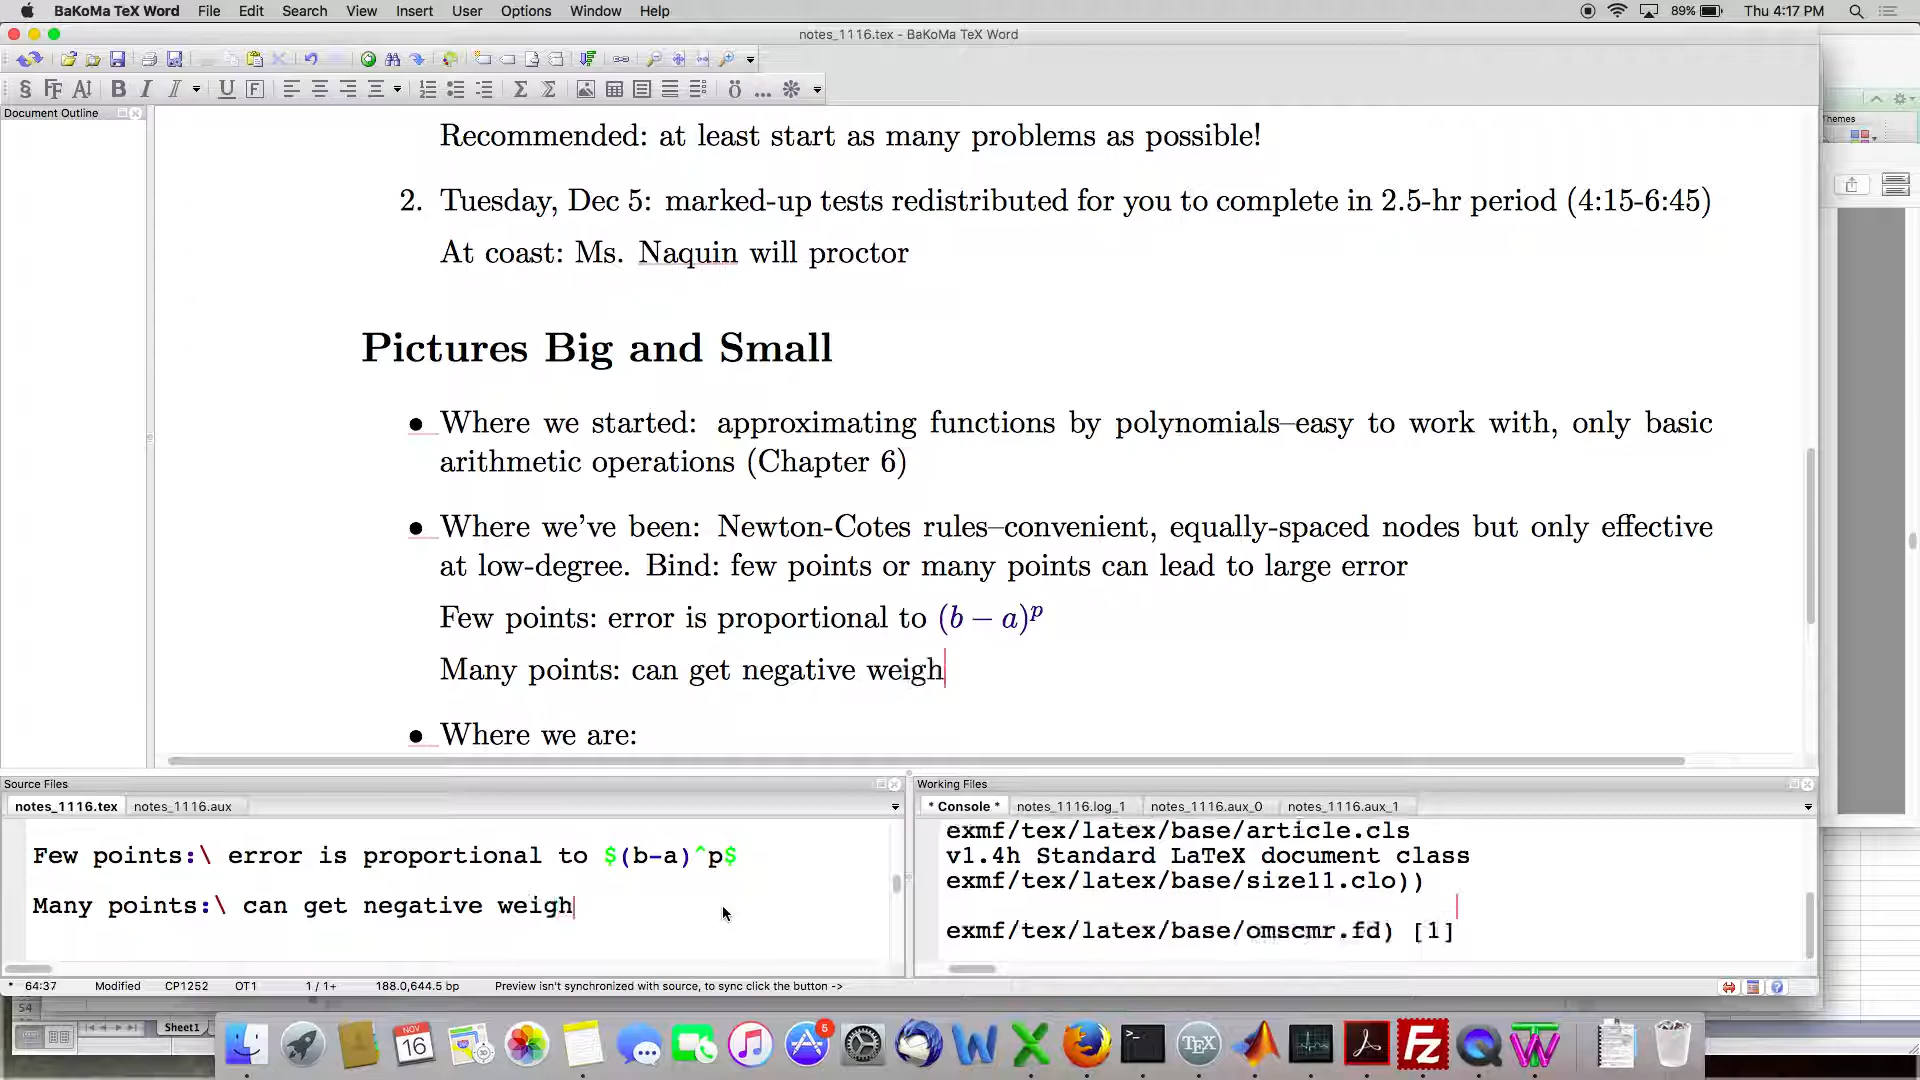 BaKoMa TeX Word File Edit Search View Insert User Options Window Help 89% Thu 4:17 PM
notes_1116.tex - BaKoMa TeX Word
Document Outline
Themes
Recommended: at least start as many problems as possible!
2. Tuesday, Dec 5: marked-up tests redistributed for you to complete in 2.5-hr period (4:15-6:45)
At coast: Ms. Naquin will proctor
Pictures Big and Small
• Where we started: approximating functions by polynomials–easy to work with, only basic
arithmetic operations (Chapter 6)
• Where we've been: Newton-Cotes rules–convenient, equally-spaced nodes but only effective
at low-degree. Bind: few points or many points can lead to large error
Few points: error is proportional to (b − a)^p
Many points: can get negative weigh
• Where we are:
Source Files
notes_1116.tex notes_1116.aux
Few points:\ error is proportional to $(b-a)^p$
Many points:\ can get negative weigh
Working Files
* Console * notes_1116.log_1 notes_1116.aux_0 notes_1116.aux_1
exmf/tex/latex/base/article.cls
v1.4h Standard LaTeX document class
exmf/tex/latex/base/size11.clo))
exmf/tex/latex/base/omscmr.fd) [1]
* 64:37 Modified CP1252 OT1 1 / 1+ 188.0,644.5 bp Preview isn't synchronized with source, to sync click the button ->
54
Sheet1
NOV
16
5
TEX